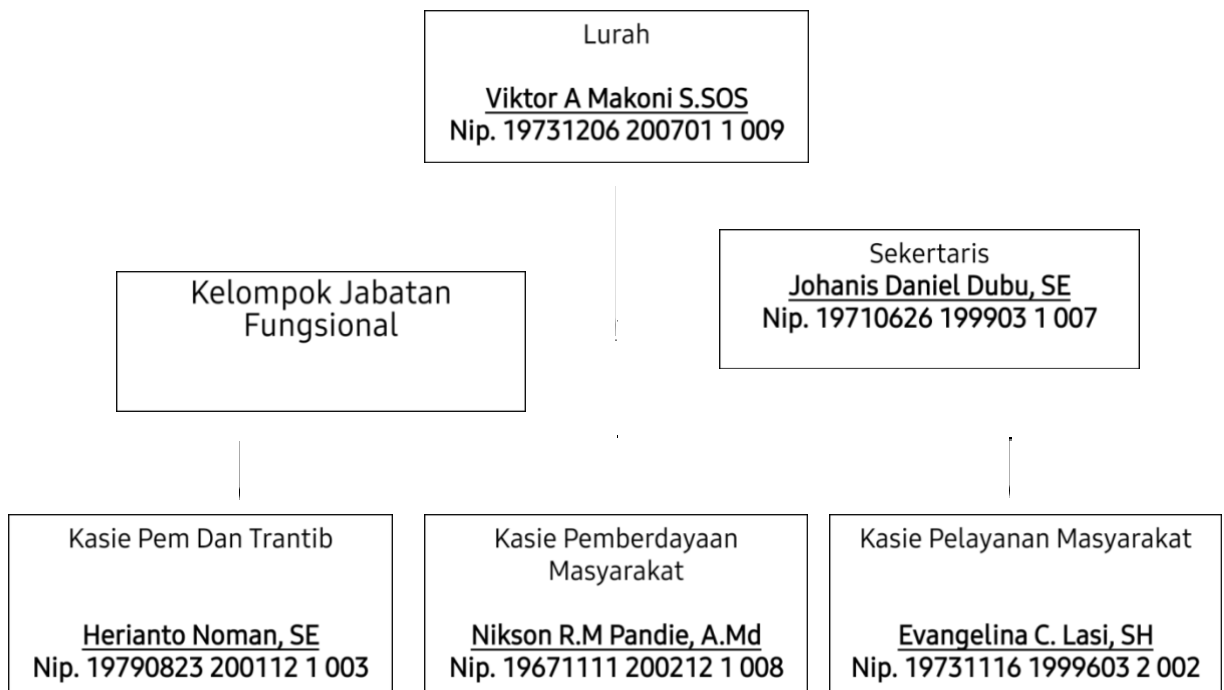 Lurah
Viktor A Makoni S.SOS
Nip. 19731206 200701 1 009
Sekertaris
Johanis Daniel Dubu, SE
Nip. 19710626 199903 1 007
Kelompok Jabatan
Fungsional
Kasie Pem Dan Trantib
Herianto Noman, SE
Nip. 19790823 200112 1 003
Kasie Pemberdayaan
Masyarakat
Nikson R.M Pandie, A.Md
Nip. 19671111 200212 1 008
Kasie Pelayanan Masyarakat
Evangelina C. Lasi, SH
Nip. 19731116 1999603 2 002